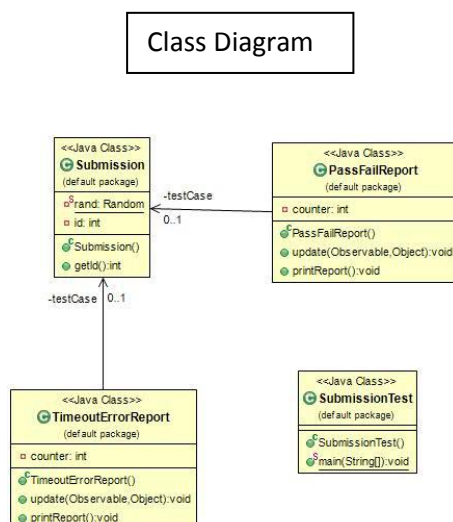 Class Diagram
<<Java Class>>
Submission
(default package)
rand: Random
id: int
Submission()
getId():int
-testCase
0..1
<<Java Class>>
PassFailReport
(default package)
counter: int
PassFailReport()
update(Observable,Object):void
printReport():void
-testCase
0..1
<<Java Class>>
TimeoutErrorReport
(default package)
counter: int
TimeoutErrorReport()
update(Observable,Object):void
printReport():void
<<Java Class>>
SubmissionTest
(default package)
SubmissionTest()
main(String[]):void